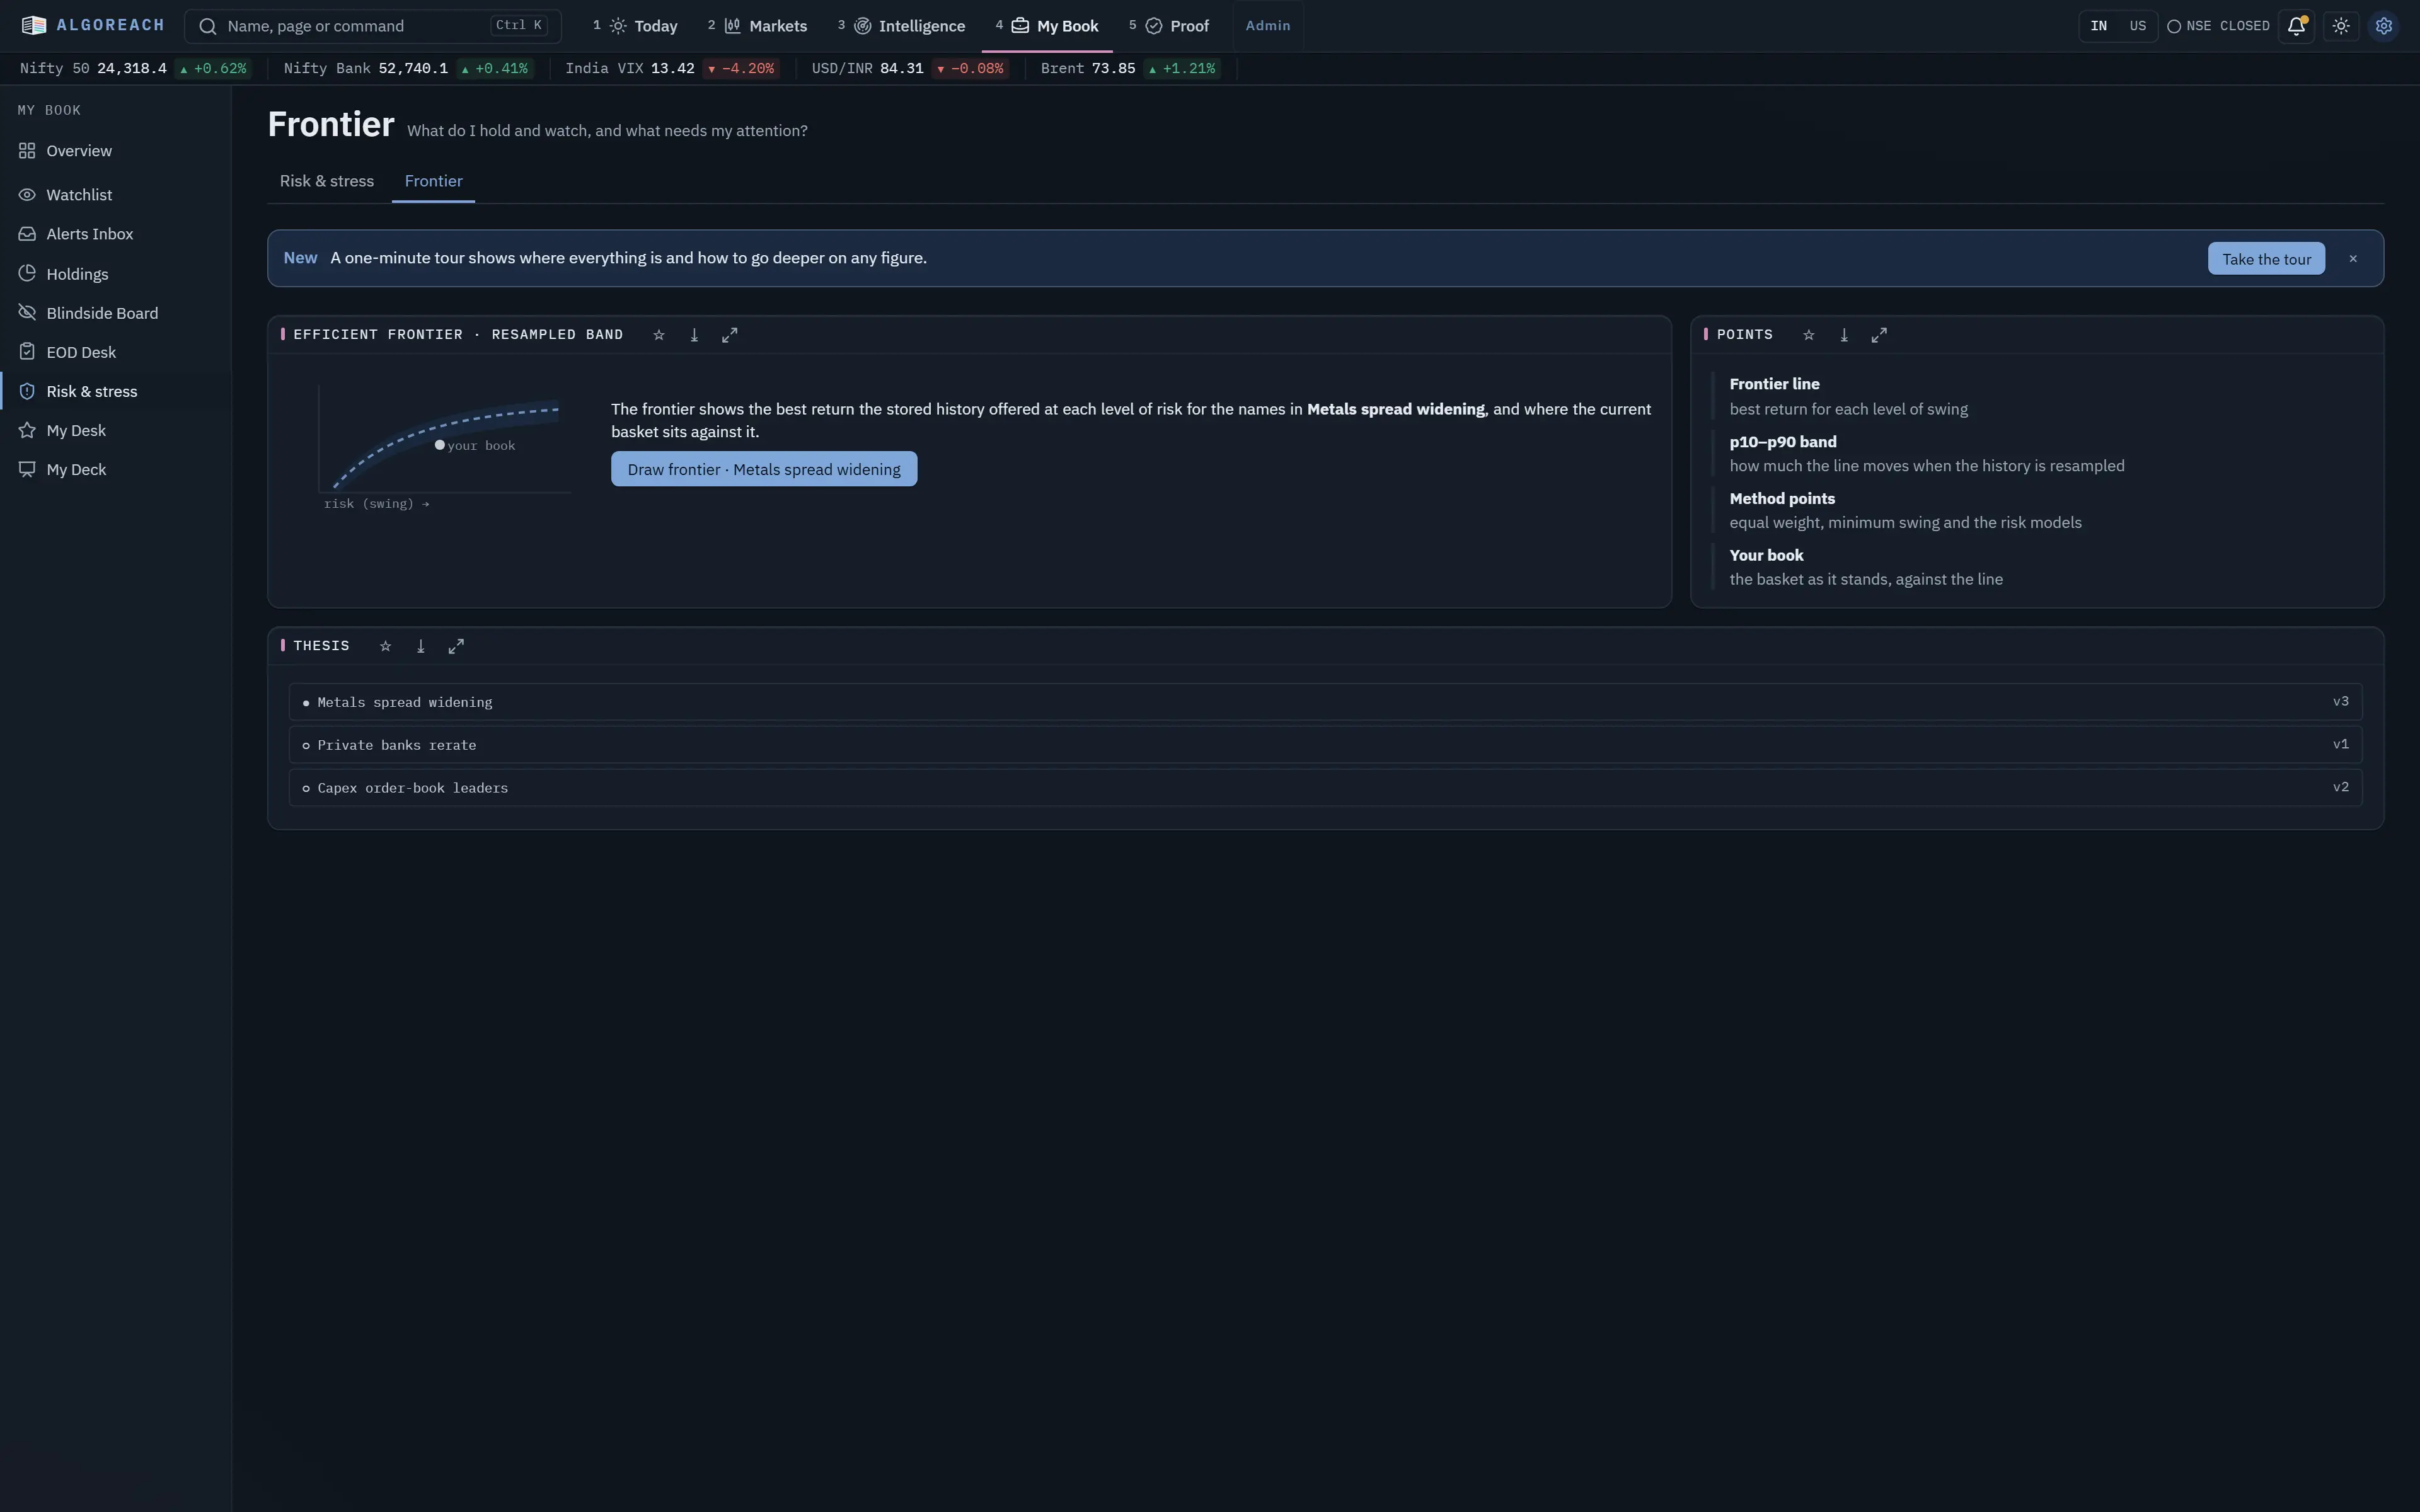 ALGOREACH
Name, page or command Ctrl K
1 Today
2 Markets
3 Intelligence
4 My Book
5 Proof
Admin
IN US
NSE CLOSED
Nifty 50 24,318.4 ▲ +0.62%
Nifty Bank 52,740.1 ▲ +0.41%
India VIX 13.42 ▼ −4.20%
USD/INR 84.31 ▼ −0.08%
Brent 73.85 ▲ +1.21%
MY BOOK
Overview
Watchlist
Alerts Inbox
Holdings
Blindside Board
EOD Desk
Risk & stress
My Desk
My Deck
Frontier What do I hold and watch, and what needs my attention?
Risk & stress Frontier
New A one-minute tour shows where everything is and how to go deeper on any figure.
Take the tour ×
EFFICIENT FRONTIER · RESAMPLED BAND
your book
risk (swing) →
The frontier shows the best return the stored history offered at each level of risk for the names in Metals spread widening, and where the current
basket sits against it.
Draw frontier · Metals spread widening
POINTS
Frontier line
best return for each level of swing
p10–p90 band
how much the line moves when the history is resampled
Method points
equal weight, minimum swing and the risk models
Your book
the basket as it stands, against the line
THESIS
Metals spread widening v3
Private banks rerate v1
Capex order-book leaders v2